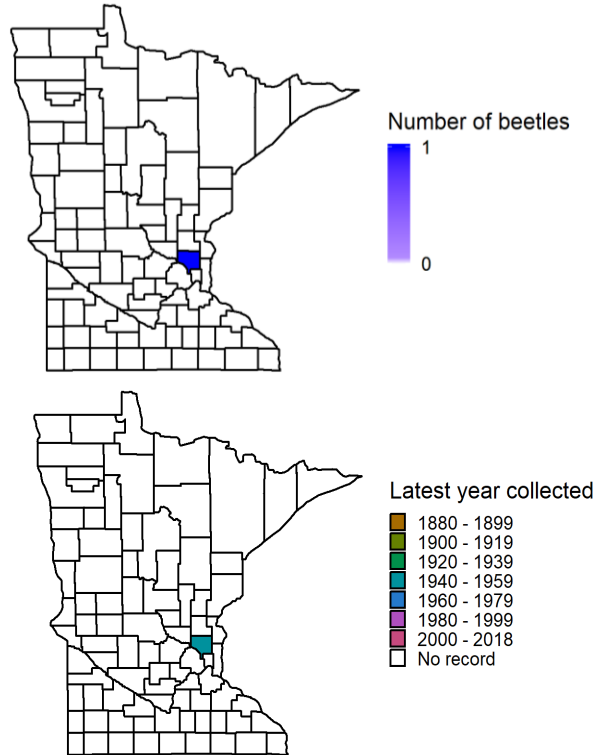 Number of beetles
1
0
Latest year collected
1880 - 1899
1900 - 1919
1920 - 1939
1940 - 1959
1960 - 1979
1980 - 1999
2000 - 2018
No record